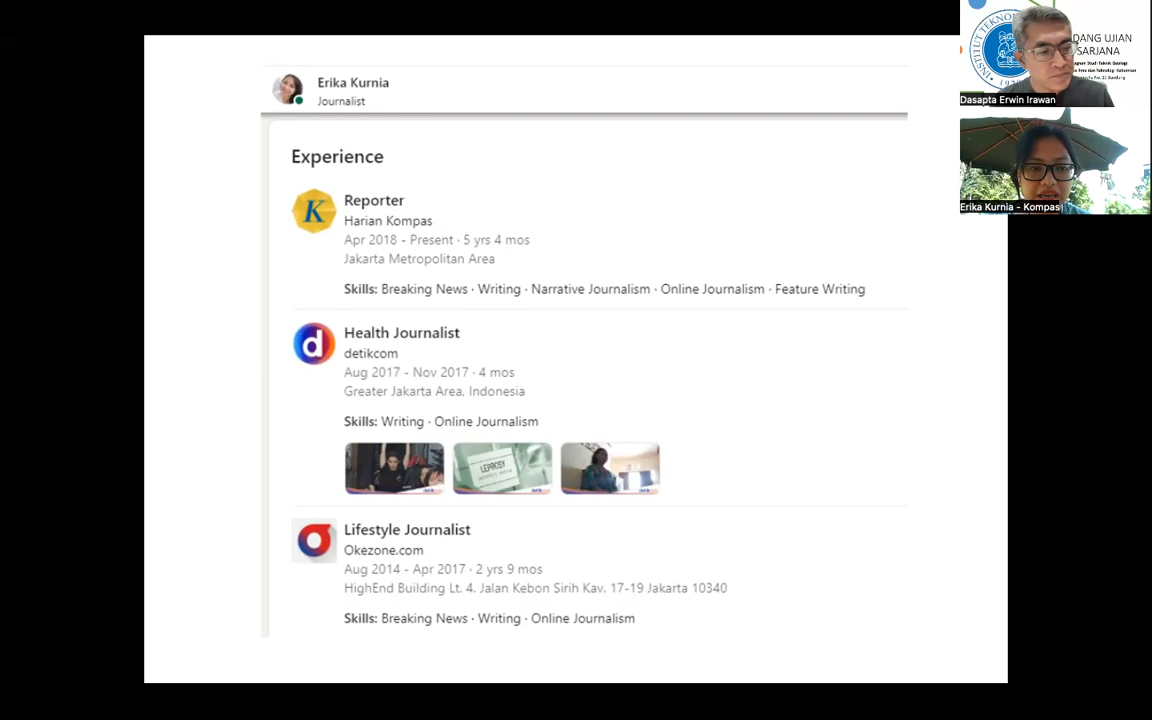 Erika Kurnia
Journalist
Experience
K
Reporter
Harian Kompas
Apr 2018 - Present · 5 yrs 4 mos
Jakarta Metropolitan Area
Skills: Breaking News · Writing · Narrative Journalism · Online Journalism · Feature Writing
d
Health Journalist
detikcom
Aug 2017 - Nov 2017 · 4 mos
Greater Jakarta Area, Indonesia
Skills: Writing · Online Journalism
LEPROSY
Lifestyle Journalist
Okezone.com
Aug 2014 - Apr 2017 · 2 yrs 9 mos
HighEnd Building Lt. 4. Jalan Kebon Sirih Kav. 17-19 Jakarta 10340
Skills: Breaking News · Writing · Online Journalism
INSTITUT TEKNO
DANG UJIAN
SARJANA
Dasapta Erwin Irawan
Erika Kurnia - Kompas